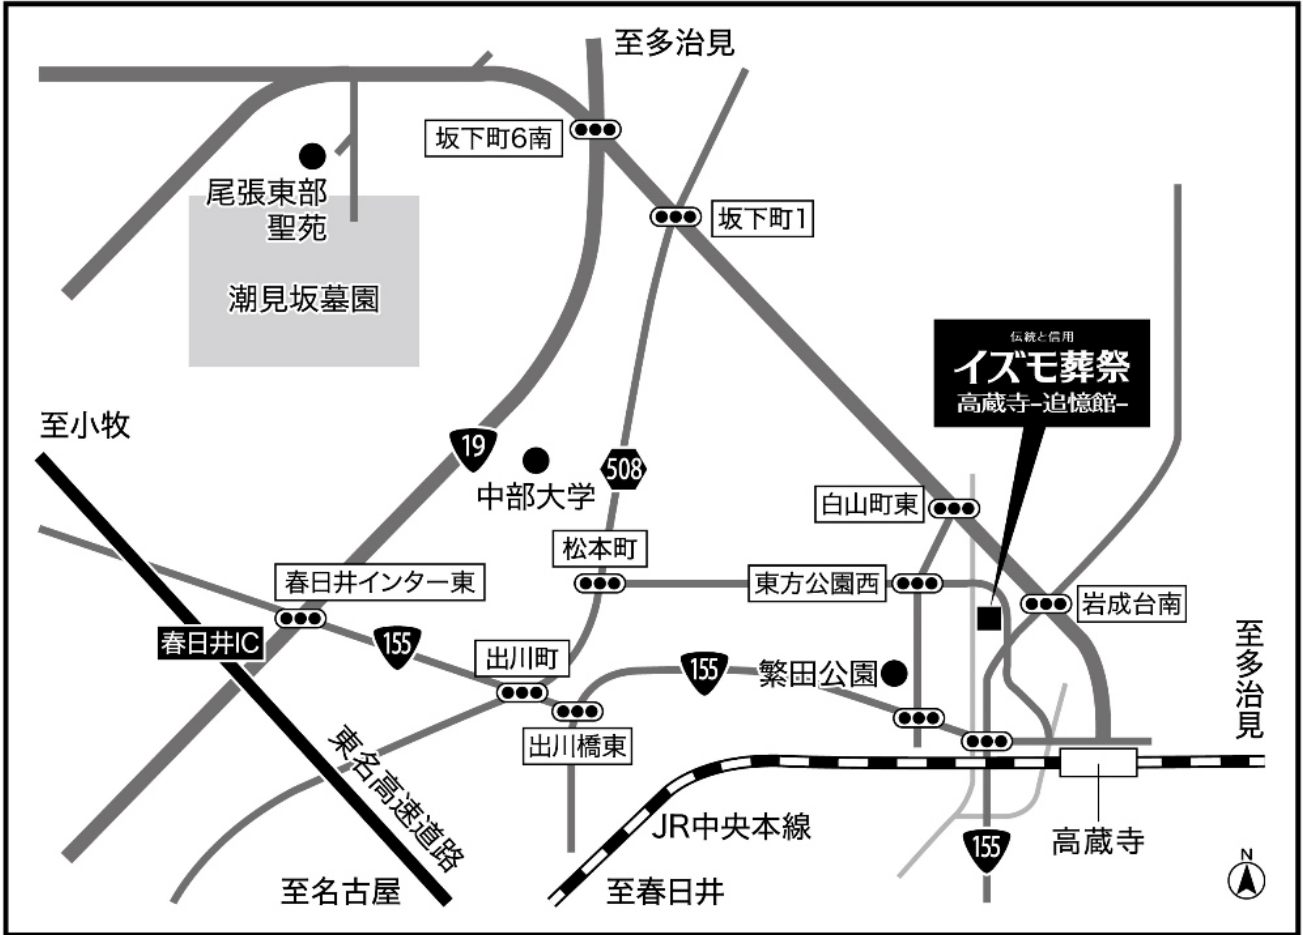 至多治見
坂下町6南
尾張東部
聖苑
坂下町1
潮見坂墓園
伝統と信用
イズモ葬祭
高蔵寺-追憶館-
至小牧
19
中部大学
508
白山町東
松本町
春日井インター東
東方公園西
岩成台南
春日井IC
155
出川町
155
繁田公園
至多治見
出川橋東
東名高速道路
JR中央本線
155
高蔵寺
至名古屋
至春日井
N